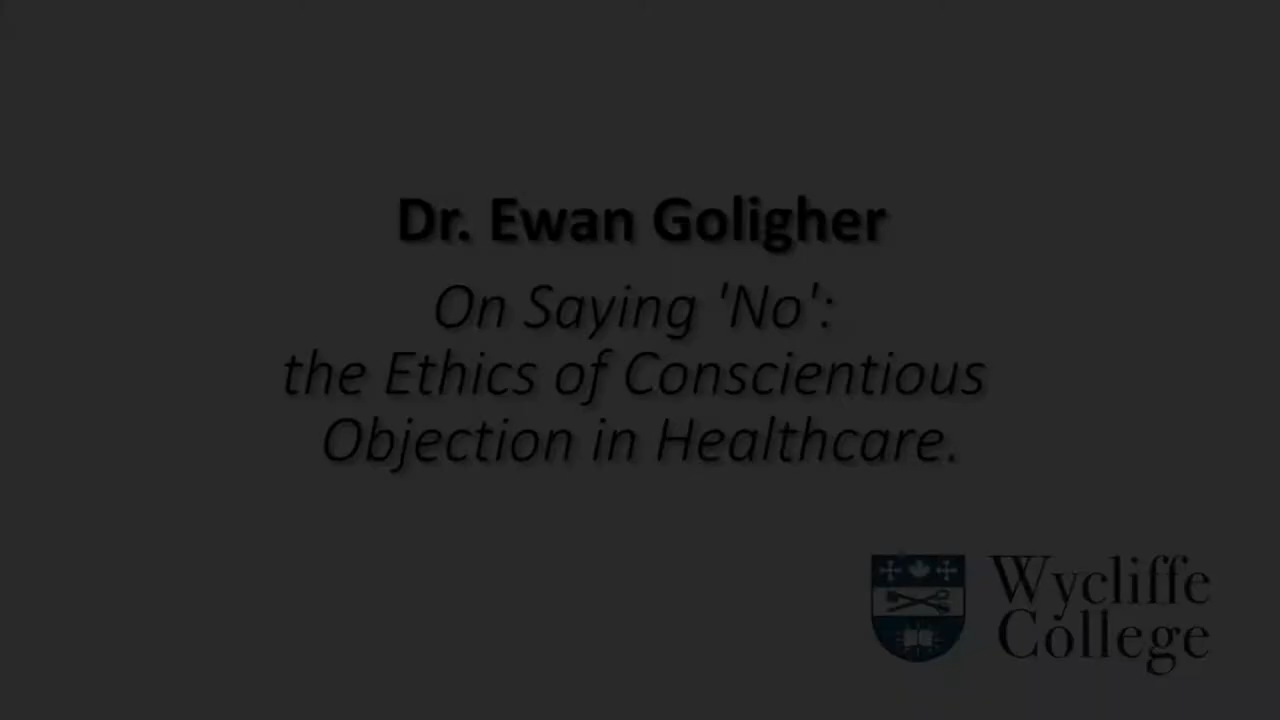 Dr. Ewan Goligher
On Saying 'No':
the Ethics of Conscientious
Objection in Healthcare.
Wycliffe
College